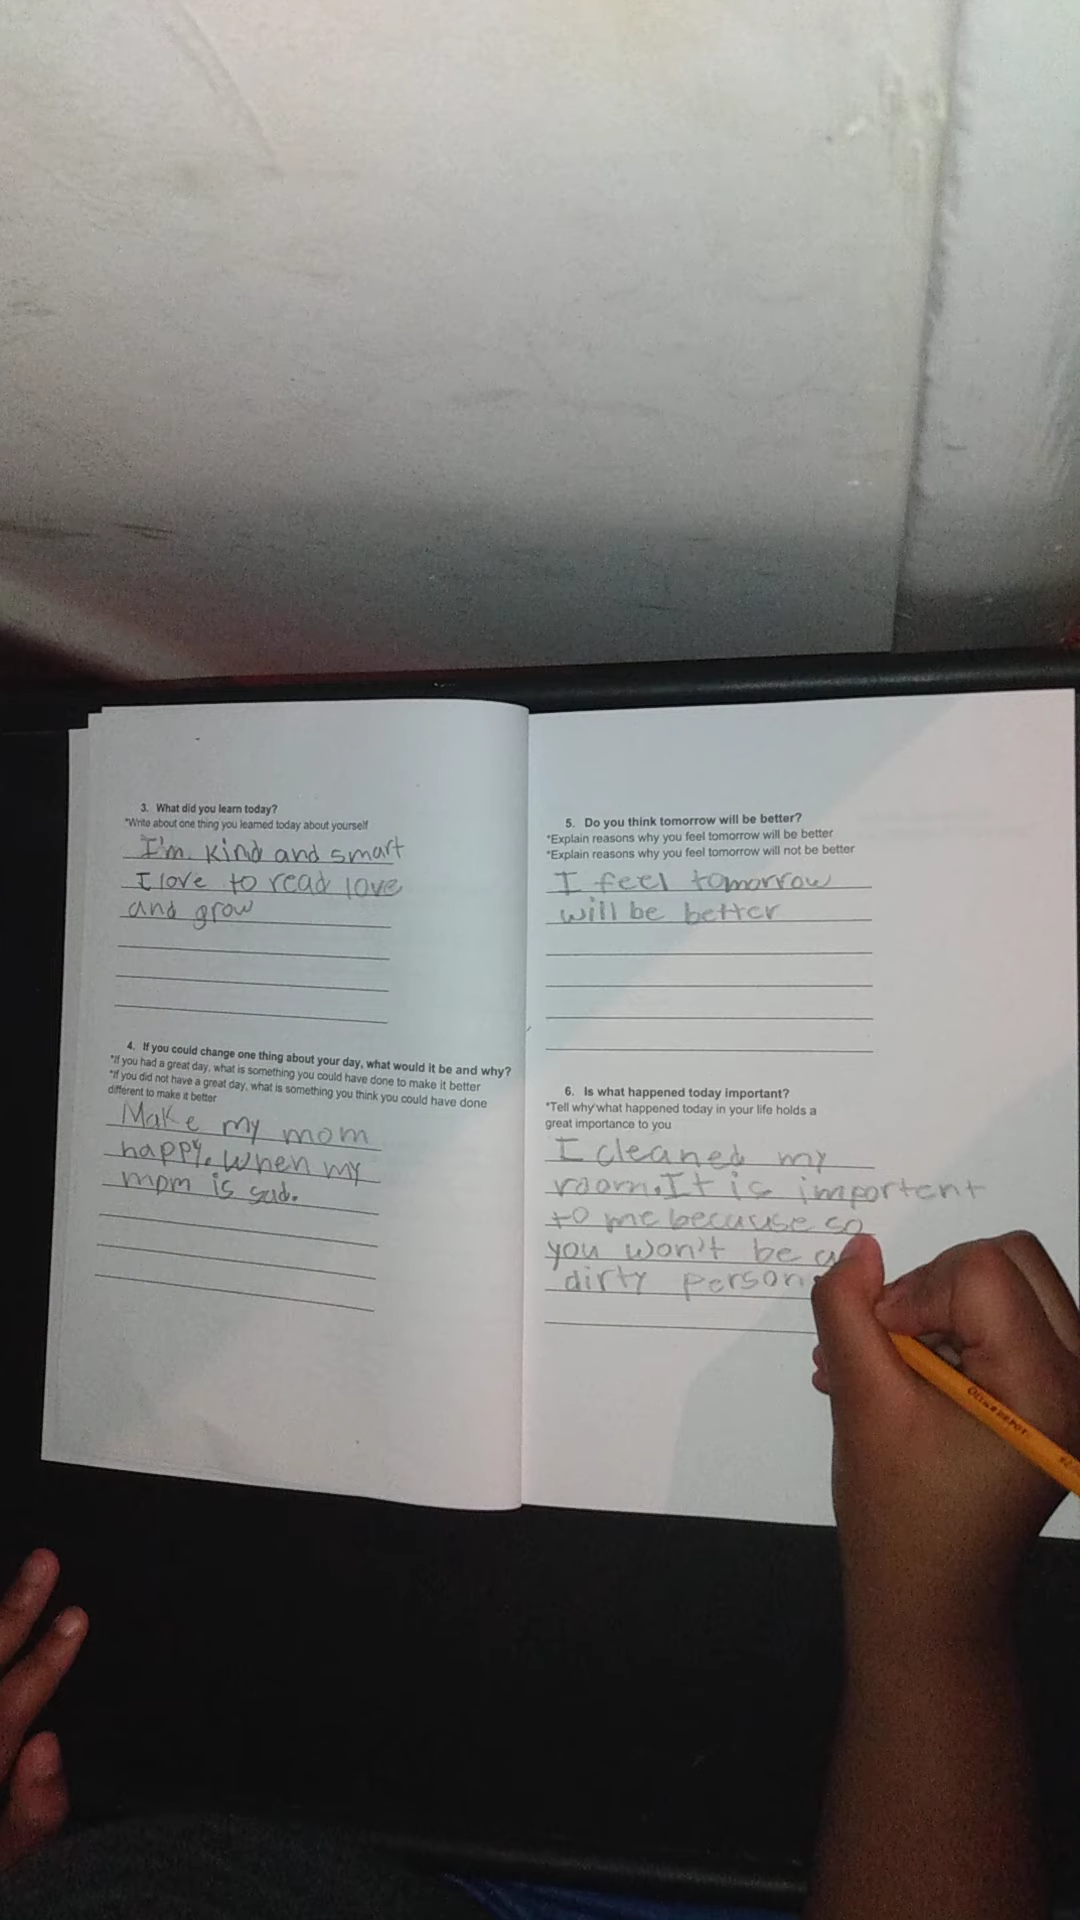 3. What did you learn today?
*Write about one thing you learned today about yourself
I'm kind and smart
I love to read love
and grow
4. If you could change one thing about your day, what would it be and why?
*If you had a great day, what is something you could have done to make it better
*If you did not have a great day, what is something you think you could have done
different to make it better
Make my mom
happy. When my
mom is sad.
5. Do you think tomorrow will be better?
*Explain reasons why you feel tomorrow will be better
*Explain reasons why you feel tomorrow will not be better
I feel tomorrow
will be better
6. Is what happened today important?
*Tell why what happened today in your life holds a
great importance to you
I cleaned my
room. It is importent
to me because so
you won't be a
dirty person
OFFICE DEPOT